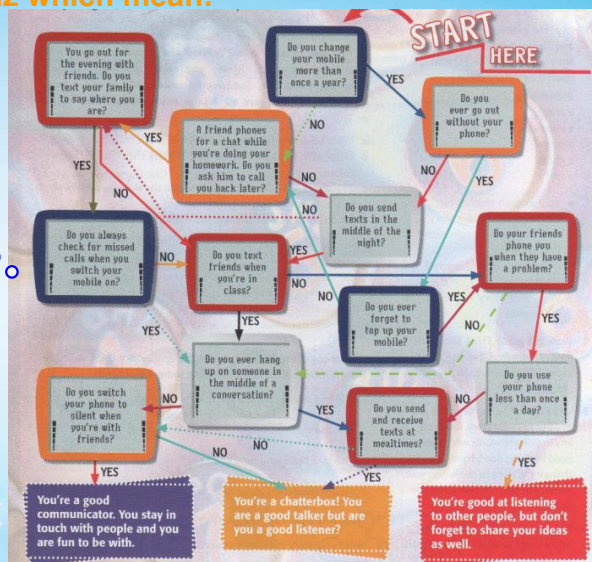 which mean:
START
HERE
You go out for
the evening with
friends. Do you
text your family
to say where you
are?
Do you change
your mobile
more than
once a year?
YES
Do you
ever go out
without your
phone?
NO
YES
A friend phones
for a chat while
you're doing your
homework. Do you
ask him to call
you back later?
YES
NO
NO
NO
YES
NO
Do you send
texts in the
middle of the
night?
YES
Do you always
check for missed
calls when you
switch your
mobile on?
NO
Do you text
friends when
you're in
class?
NO
NO
Do you ever
forget to
top up your
mobile?
YES
Do your friends
phone you
when they have
a problem?
NO
YES
YES
YES
Do you ever hang
up on someone in
the middle of a
conversation?
NO
YES
Do you use
your phone
less than once
a day?
NO
YES
Do you switch
your phone to
silent when
you're with
friends?
NO
YES
Do you send
and receive
texts at
mealtimes?
NO
YES
You're a good
communicator. You stay in
touch with people and you
are fun to be with.
You're a chatterbox! You
are a good talker but are
you a good listener?
You're good at listening
to other people, but don't
forget to share your ideas
as well.